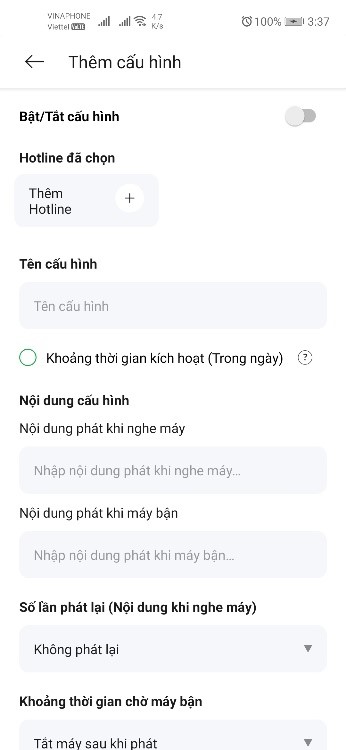 VINAPHONE
Viettel VoLTE 4.7 K/s 100% 3:37
Thêm cấu hình
Bật/Tắt cấu hình
Hotline đã chọn
Thêm
Hotline
+
Tên cấu hình
Tên cấu hình
Khoảng thời gian kích hoạt (Trong ngày) ?
Nội dung cấu hình
Nội dung phát khi nghe máy
Nhập nội dung phát khi nghe máy...
Nội dung phát khi máy bận
Nhập nội dung phát khi máy bận...
Số lần phát lại (Nội dung khi nghe máy)
Không phát lại
Khoảng thời gian chờ máy bận
Tắt máy sau khi phát